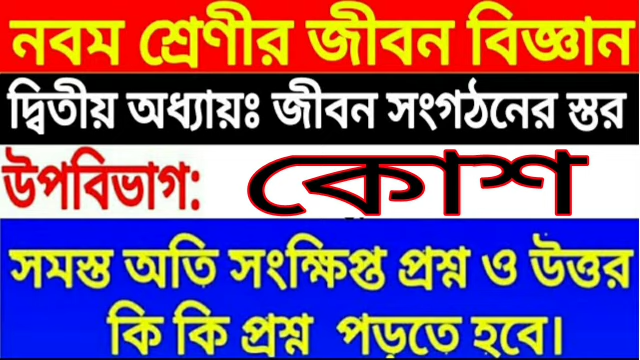 নবম শ্রেণীর জীবন বিজ্ঞান
দ্বিতীয় অধ্যায়ঃ জীবন সংগঠনের স্তর
উপবিভাগ: কোশ
সমস্ত অতি সংক্ষিপ্ত প্রশ্ন ও উত্তর
কি কি প্রশ্ন পড়তে হবে।